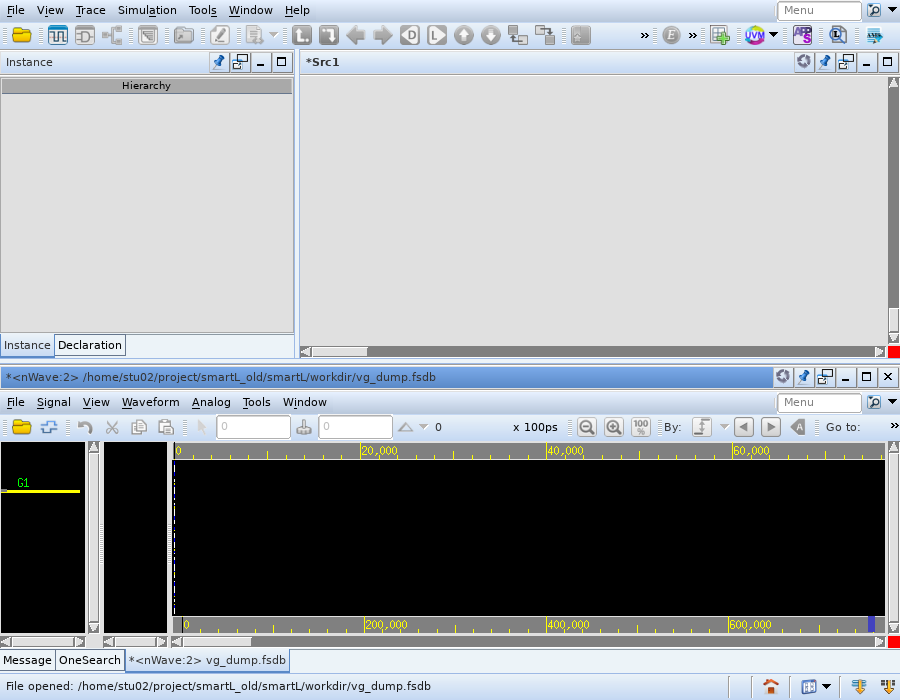 File View Trace Simulation Tools Window Help Menu
Instance
*Src1
Hierarchy
Instance Declaration
*<nWave:2> /home/stu02/project/smartL_old/smartL/workdir/vg_dump.fsdb
File Signal View Waveform Analog Tools Window Menu
0 0 0 x 100ps 100% By: Go to: »
0 20,000 40,000 60,000
G1
0 200,000 400,000 600,000
Message OneSearch *<nWave:2> vg_dump.fsdb
File opened: /home/stu02/project/smartL_old/smartL/workdir/vg_dump.fsdb